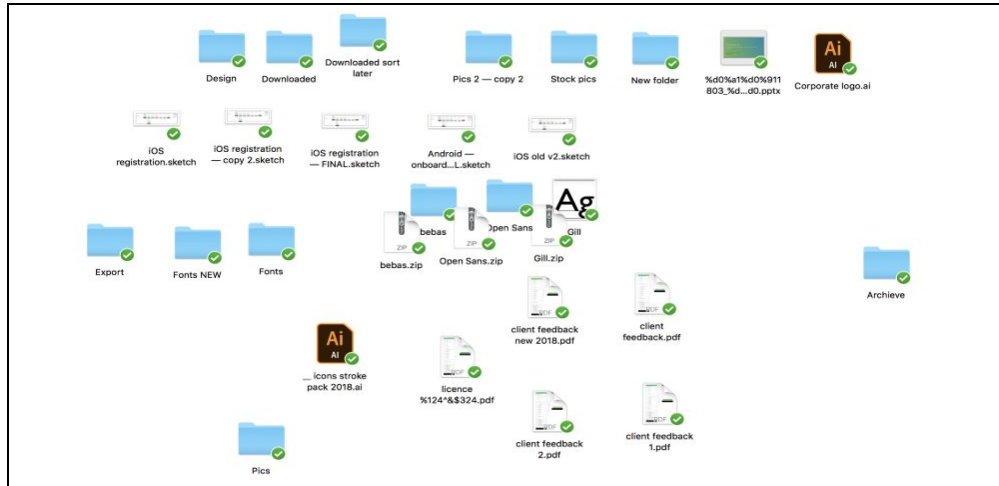 Design
Downloaded
Downloaded sort
later
Pics 2 — copy 2
Stock pics
New folder
%d0%a1%d0%911
803_%d...d0.pptx
Ai
AI
Corporate logo.ai
iOS
registration.sketch
iOS registration
— copy 2.sketch
iOS registration
— FINAL.sketch
Android —
onboard...L.sketch
iOS old v2.sketch
Export
Fonts NEW
Fonts
bebas
ZIP
bebas.zip
Open Sans
ZIP
Open Sans.zip
Ag
Gill
ZIP
Gill.zip
Archieve
PDF
client feedback
new 2018.pdf
PDF
client
feedback.pdf
Ai
AI
__ icons stroke
pack 2018.ai
PDF
licence
%124^&$324.pdf
PDF
client feedback
2.pdf
PDF
client feedback
1.pdf
Pics